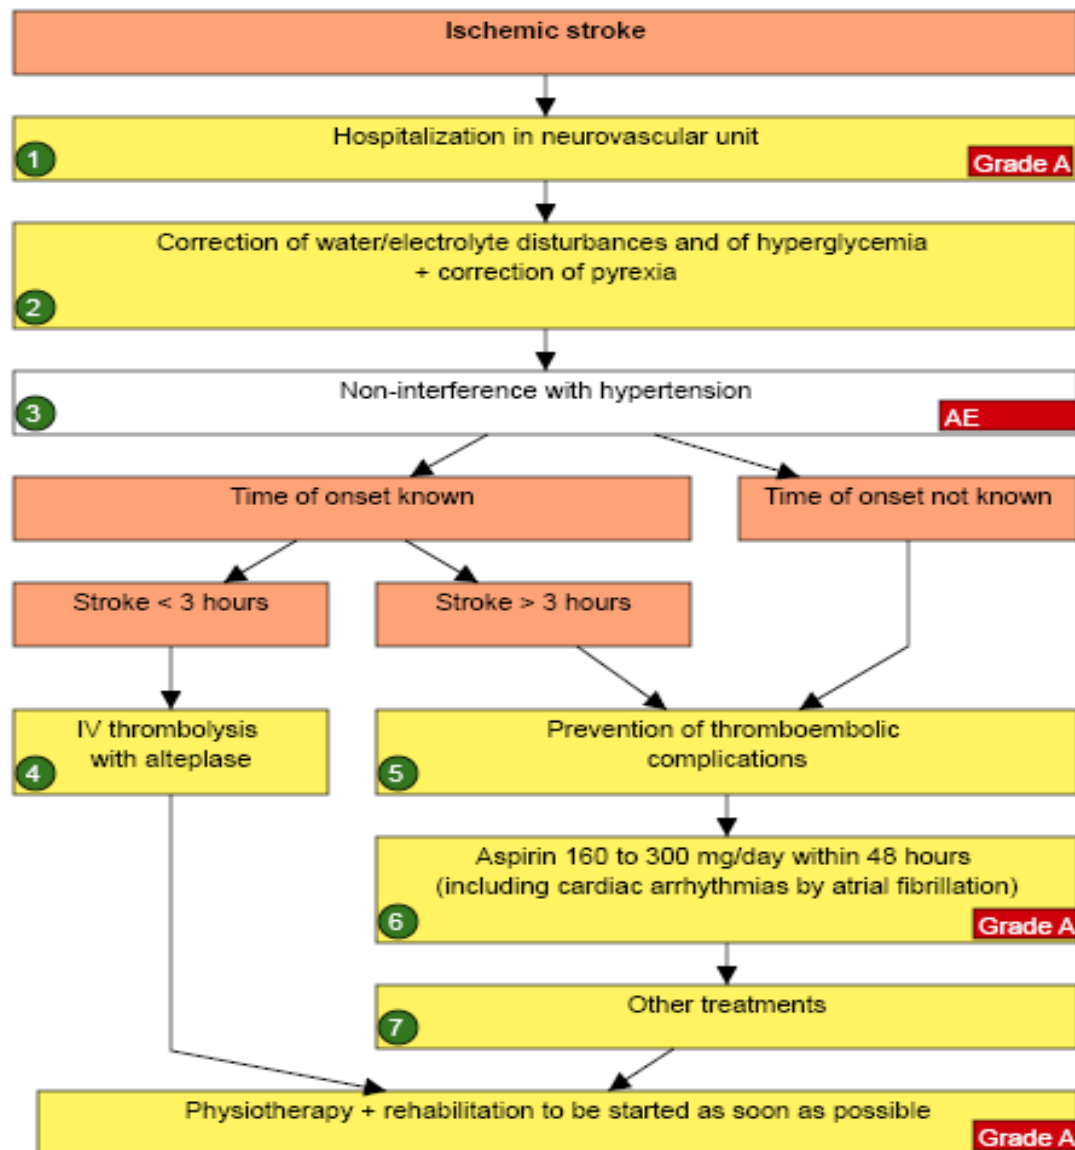 Ischemic stroke
Hospitalization in neurovascular unit
1
Grade A
Correction of water/electrolyte disturbances and of hyperglycemia
+ correction of pyrexia
2
Non-interference with hypertension
3
AE
Time of onset known
Time of onset not known
Stroke < 3 hours
Stroke > 3 hours
IV thrombolysis
with alteplase
4
Prevention of thromboembolic
complications
5
Aspirin 160 to 300 mg/day within 48 hours
(including cardiac arrhythmias by atrial fibrillation)
6
Grade A
Other treatments
7
Physiotherapy + rehabilitation to be started as soon as possible
Grade A